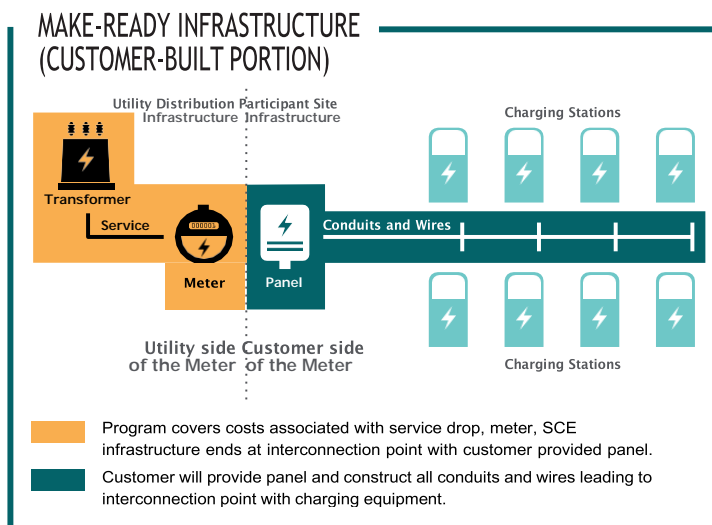 MAKE-READY INFRASTRUCTURE
(CUSTOMER-BUILT PORTION)
Utility Distribution Participant Site
Infrastructure Infrastructure
Charging Stations
Transformer
Service
000001
Conduits and Wires
Meter
Panel
Utility side Customer side
of the Meter of the Meter
Charging Stations
Program covers costs associated with service drop, meter, SCE
infrastructure ends at interconnection point with customer provided panel.
Customer will provide panel and construct all conduits and wires leading to
interconnection point with charging equipment.